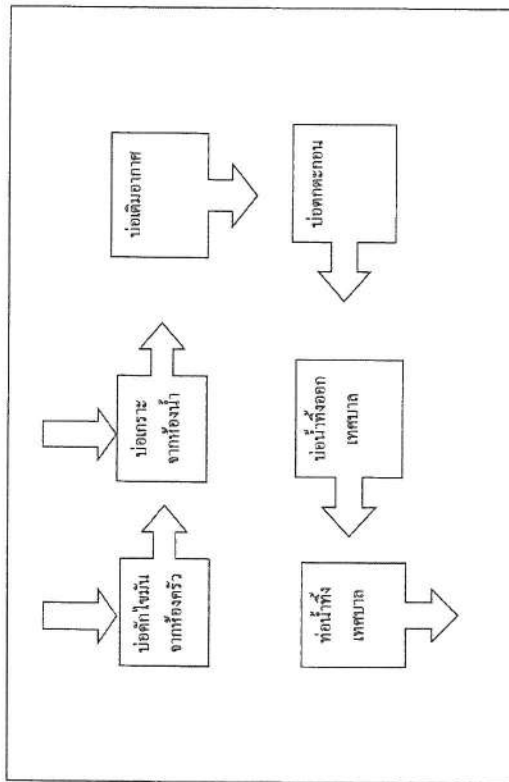 บ่อดักไขมัน
จากห้องครัว
บ่อเกราะ
จากห้องน้ำ
บ่อเติมอากาศ
บ่อตกตะกอน
บ่อน้ำทิ้งออก
เทศบาล
ท่อน้ำทิ้ง
เทศบาล